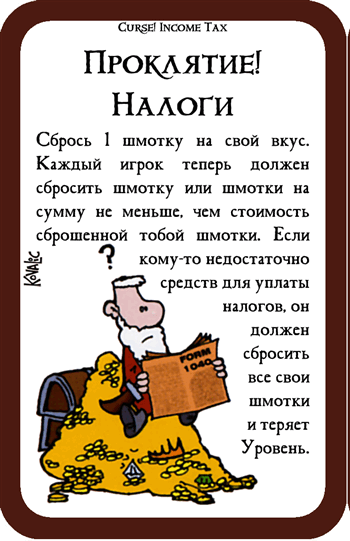 Curse! Income Tax
Проклятие!
Налоги
Сбрось 1 шмотку на свой вкус.
Каждый игрок теперь должен
сбросить шмотку или шмотки на
сумму не меньше, чем стоимость
сброшенной тобой шмотки. Если
кому-то недостаточно
средств для уплаты
налогов, он
должен
сбросить
все свои
шмотки
и теряет
Уровень.
?
Kovalic
FORM
1040